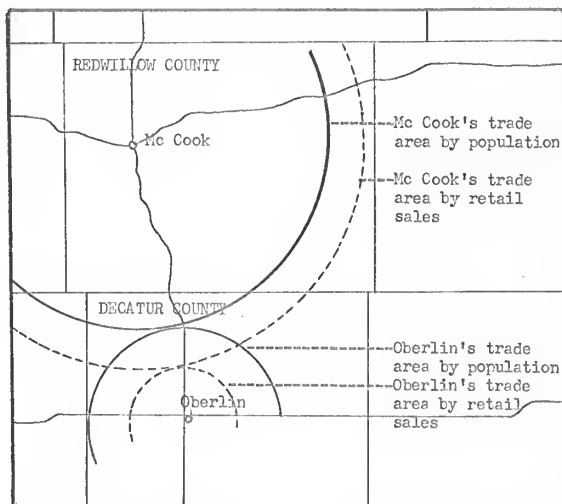 REDWILLOW COUNTY
Mc Cook
Mc Cook's trade
area by population
Mc Cook's trade
area by retail
sales
DECATUR COUNTY
Oberlin's trade
area by population
Oberlin's trade
area by retail
sales
Oberlin